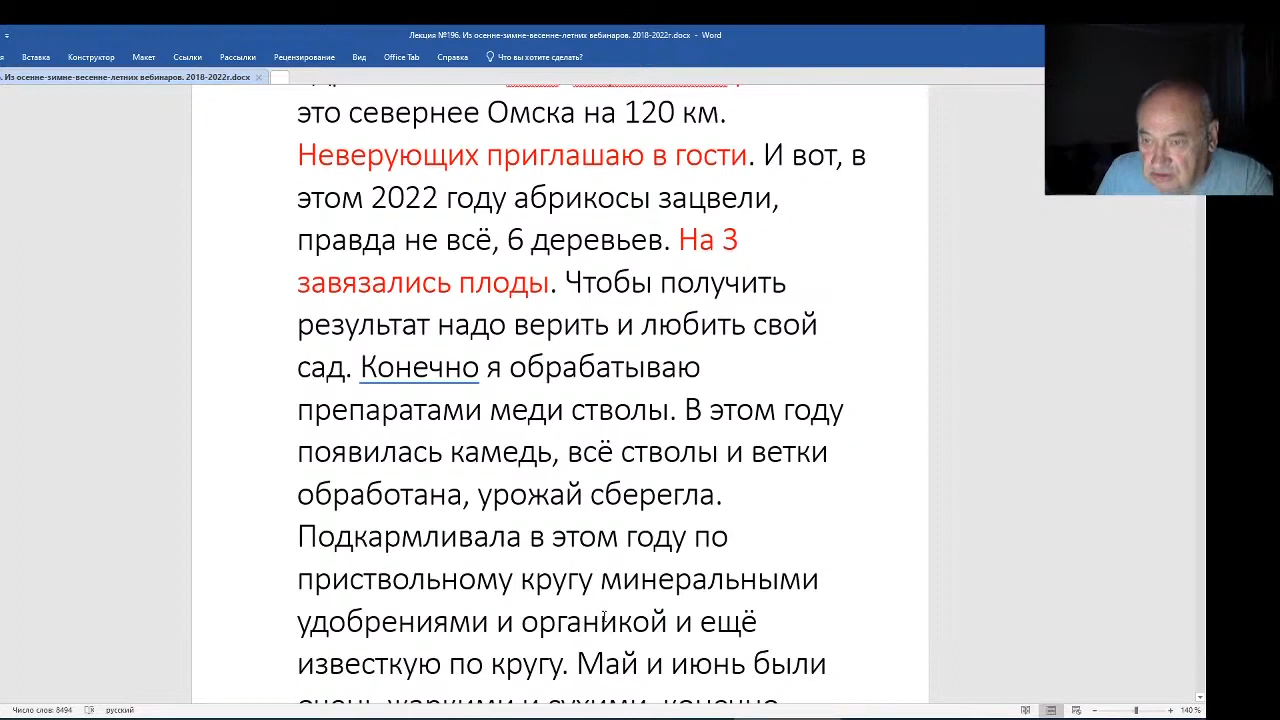 Лекция №196. Из осенне-зимне-весенне-летних вебинаров. 2018-2022г.docx - Word
Вставка Конструктор Макет Ссылки Рассылки Рецензирование Вид Office Tab Справка Что вы хотите сделать?
Из осенне-зимне-весенне-летних вебинаров. 2018-2022г.docx
это севернее Омска на 120 км.
Неверующих приглашаю в гости. И вот, в
этом 2022 году абрикосы зацвели,
правда не всё, 6 деревьев. На 3
завязались плоды. Чтобы получить
результат надо верить и любить свой
сад. Конечно я обрабатываю
препаратами меди стволы. В этом году
появилась камедь, всё стволы и ветки
обработана, урожай сберегла.
Подкармливала в этом году по
приствольному кругу минеральными
удобрениями и органикой и ещё
известкую по кругу. Май и июнь были
очень жаркими и сухими, конечно
Число слов: 8494 русский 140 %